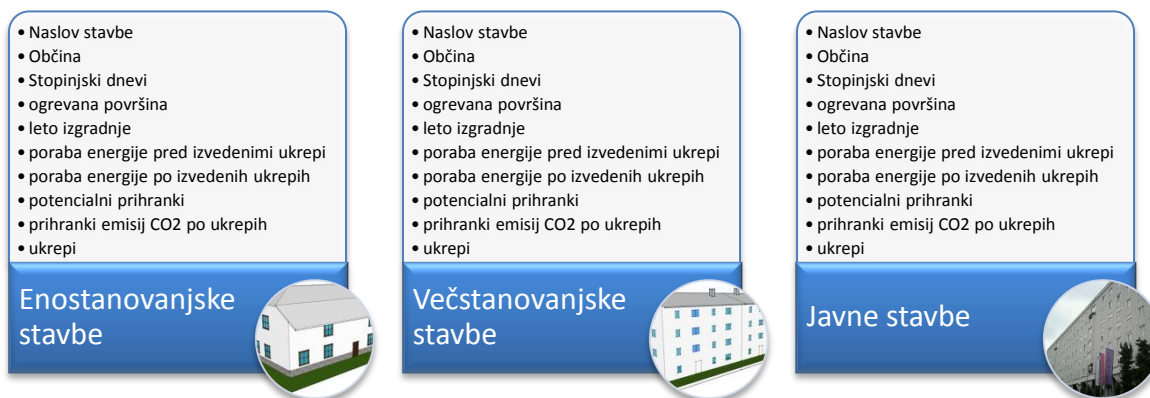 • Naslov stavbe
• Občina
• Stopinjski dnevi
• ogrevana površina
• leto izgradnje
• poraba energije pred izvedenimi ukrepi
• poraba energije po izvedenih ukrepih
• potencialni prihranki
• prihranki emisij CO2 po ukrepih
• ukrepi
Enostanovanjske
stavbe
• Naslov stavbe
• Občina
• Stopinjski dnevi
• ogrevana površina
• leto izgradnje
• poraba energije pred izvedenimi ukrepi
• poraba energije po izvedenih ukrepih
• potencialni prihranki
• prihranki emisij CO2 po ukrepih
• ukrepi
Večstanovanjske
stavbe
• Naslov stavbe
• Občina
• Stopinjski dnevi
• ogrevana površina
• leto izgradnje
• poraba energije pred izvedenimi ukrepi
• poraba energije po izvedenih ukrepih
• potencialni prihranki
• prihranki emisij CO2 po ukrepih
• ukrepi
Javne stavbe